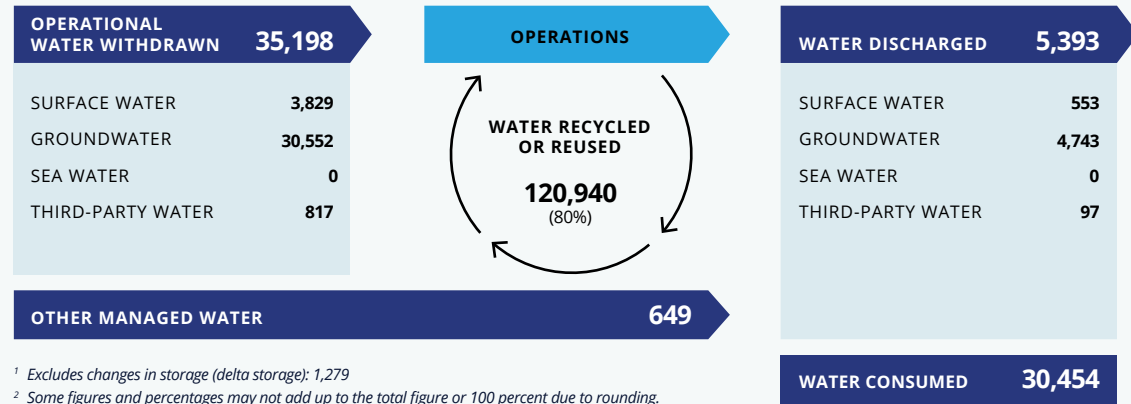 OPERATIONAL
WATER WITHDRAWN 35,198
SURFACE WATER 3,829
GROUNDWATER 30,552
SEA WATER 0
THIRD-PARTY WATER 817
OPERATIONS
WATER RECYCLED
OR REUSED
120,940
(80%)
WATER DISCHARGED 5,393
SURFACE WATER 553
GROUNDWATER 4,743
SEA WATER 0
THIRD-PARTY WATER 97
OTHER MANAGED WATER 649
WATER CONSUMED 30,454
¹ Excludes changes in storage (delta storage): 1,279
² Some figures and percentages may not add up to the total figure or 100 percent due to rounding.